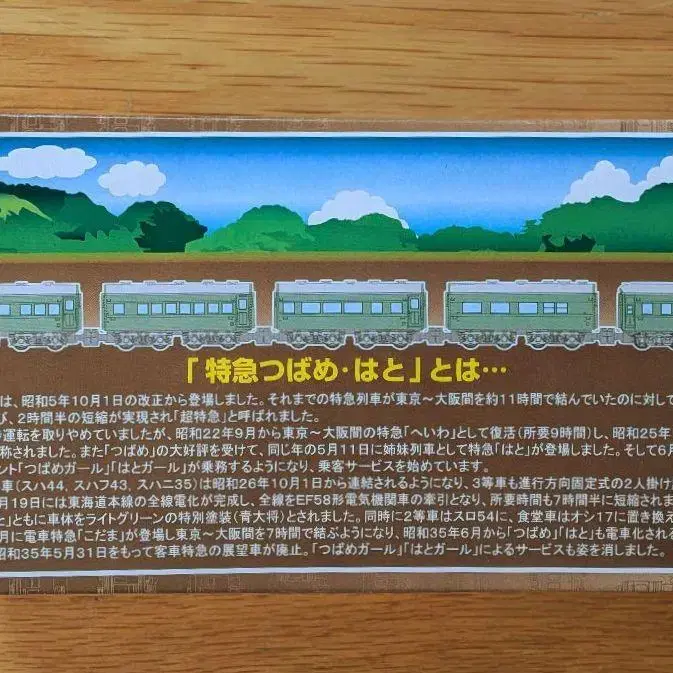 「特急つばめ・はと」とは…
は、昭和5年10月1日の改正から登場しました。それまでの特急列車が東京～大阪間を約11時間で結んでいたのに対して
び、2時間半の短縮が実現され「超特急」と呼ばれました。
運転を取りやめていましたが、昭和22年9月から東京～大阪間の特急「へいわ」として復活(所要9時間)し、昭和25年
称されました。また「つばめ」の大好評を受けて、同じ年の5月11日に姉妹列車として特急「はと」が登場しました。そして6月
ント「つばめガール」「はとガール」が乗務するようになり、乗客サービスを始めています。
車(スハ44、スハフ43、スハニ35)は昭和26年10月1日から連結されるようになり、3等車も進行方向固定式の2人掛け
月19日には東海道本線の全線電化が完成し、全線をEF58形電気機関車の牽引となり、所要時間も7時間半に短縮されま
と」ともに車体をライトグリーンの特別塗装(青大将)とされました。同時に2等車はスロ54に、食堂車はオシ17に置き換え
月に電車特急「こだま」が登場し東京～大阪間を7時間で結ぶようになり、昭和35年6月から「つばめ」「はと」も電車化される
昭和35年5月31日をもって客車特急の展望車が廃止。「つばめガール」「はとガール」によるサービスも姿を消しました。